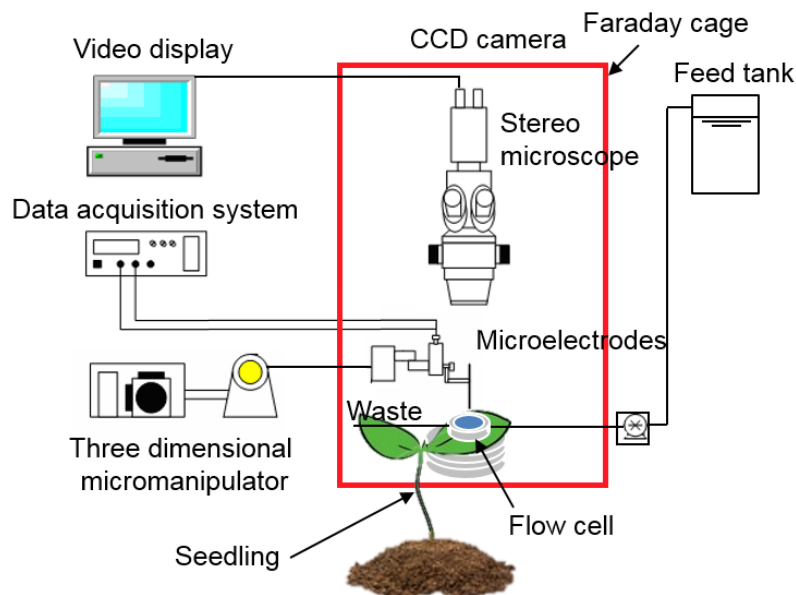 Video display
CCD camera
Faraday cage
Feed tank
Stereo
microscope
Data acquisition system
Microelectrodes
Waste
Three dimensional
micromanipulator
Flow cell
Seedling